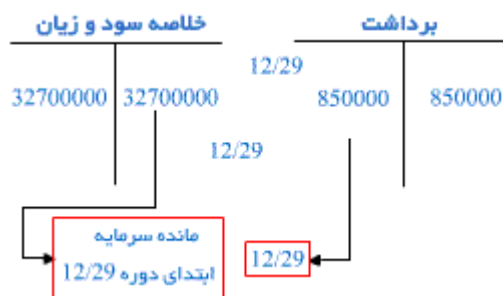 برداشت
خلاصه سود و زیان
12/29
850000 850000
32700000 32700000
12/29
مانده سرمایه
ابتدای دوره 12/29
12/29